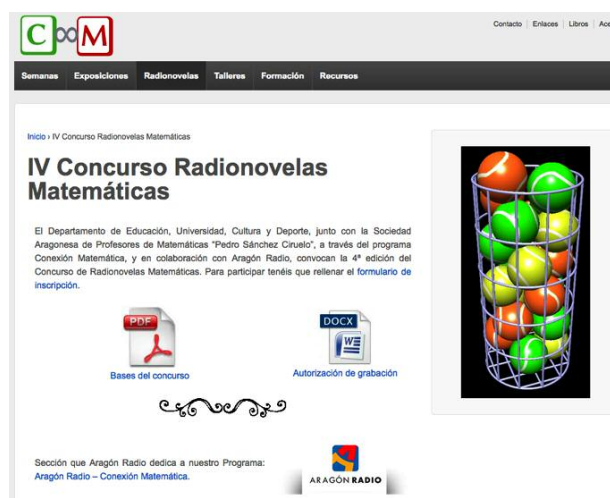 C∞M
Contacto Enlaces Libros Ace
Semanas Exposiciones Radionovelas Talleres Formación Recursos
Inicio › IV Concurso Radionovelas Matemáticas
IV Concurso Radionovelas
Matemáticas
El Departamento de Educación, Universidad, Cultura y Deporte, junto con la Sociedad
Aragonesa de Profesores de Matemáticas "Pedro Sánchez Ciruelo", a través del programa
Conexión Matemática, y en colaboración con Aragón Radio, convocan la 4ª edición del
Concurso de Radionovelas Matemáticas. Para participar tenéis que rellenar el formulario de
inscripción.
PDF
DOCX
W
Bases del concurso
Autorización de grabación
Sección que Aragón Radio dedica a nuestro Programa:
Aragón Radio – Conexión Matemática.
ARAGÓN RADIO